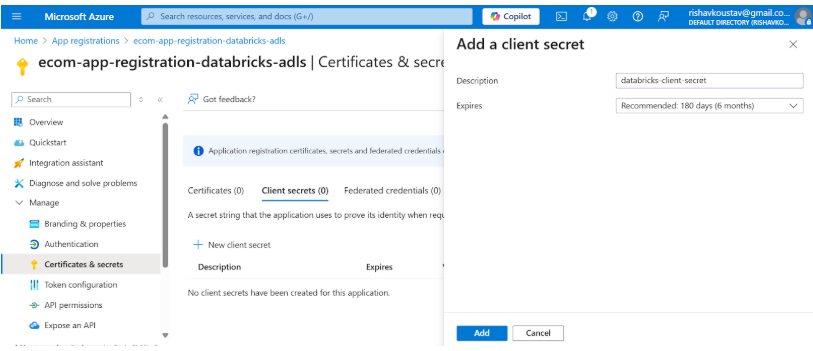 Microsoft Azure
Search resources, services, and docs (G+/)
Copilot
1
rishavkoustav@gmail.co...
DEFAULT DIRECTORY (RISHAVKO...
Home > App registrations > ecom-app-registration-databricks-adls
ecom-app-registration-databricks-adls | Certificates & secre
Search
Got feedback?
Overview
Quickstart
Integration assistant
Diagnose and solve problems
Manage
Branding & properties
Authentication
Certificates & secrets
Token configuration
API permissions
Expose an API
Application registration certificates, secrets and federated credentials
Certificates (0) Client secrets (0) Federated credentials (0)
A secret string that the application uses to prove its identity when requ
New client secret
Description Expires
No client secrets have been created for this application.
Add a client secret
Description databricks-client-secret
Expires Recommended: 180 days (6 months)
Add Cancel